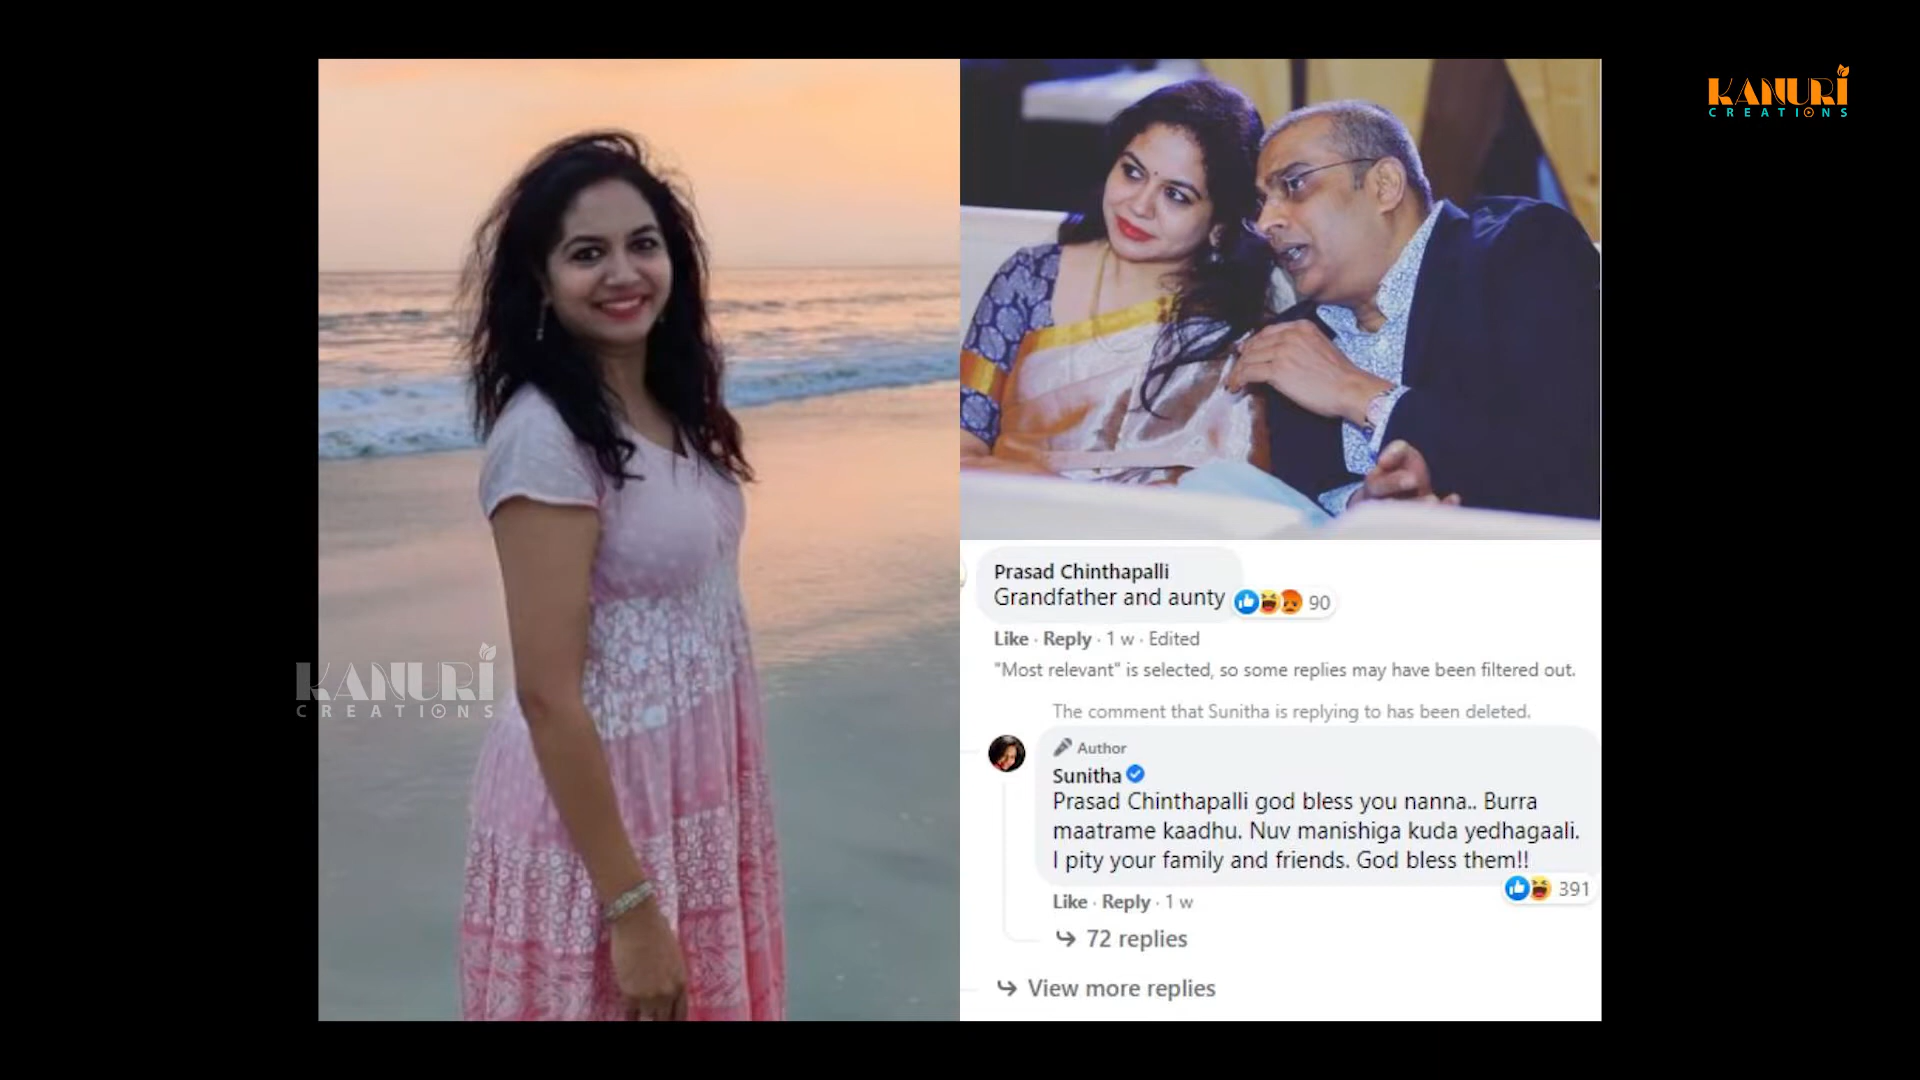 KANURI
CREATIONS
KANURI
CREATIONS
Prasad Chinthapalli
Grandfather and aunty
90
Like · Reply · 1 w · Edited
"Most relevant" is selected, so some replies may have been filtered out.
The comment that Sunitha is replying to has been deleted.
Author
Sunitha
Prasad Chinthapalli god bless you nanna.. Burra
maatrame kaadhu. Nuv manishiga kuda yedhagaali.
I pity your family and friends. God bless them!!
391
Like · Reply · 1 w
72 replies
View more replies